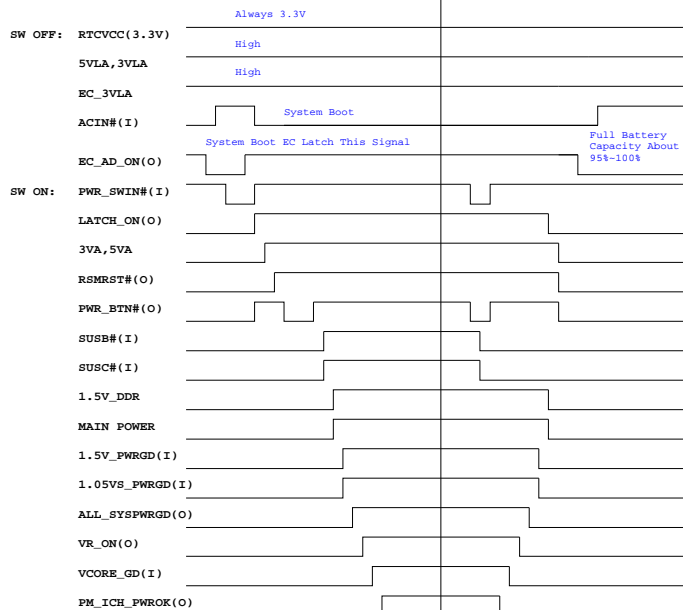 Always 3.3V
SW OFF: RTCVCC(3.3V)
High
5VLA,3VLA
High
EC_3VLA
System Boot
ACIN#(I)
System Boot EC Latch This Signal
Full Battery
Capacity About
95%~100%
EC_AD_ON(O)
SW ON: PWR_SWIN#(I)
LATCH_ON(O)
3VA,5VA
RSMRST#(O)
PWR_BTN#(O)
SUSB#(I)
SUSC#(I)
1.5V_DDR
MAIN POWER
1.5V_PWRGD(I)
1.05VS_PWRGD(I)
ALL_SYSPWRGD(O)
VR_ON(O)
VCORE_GD(I)
PM_ICH_PWROK(O)